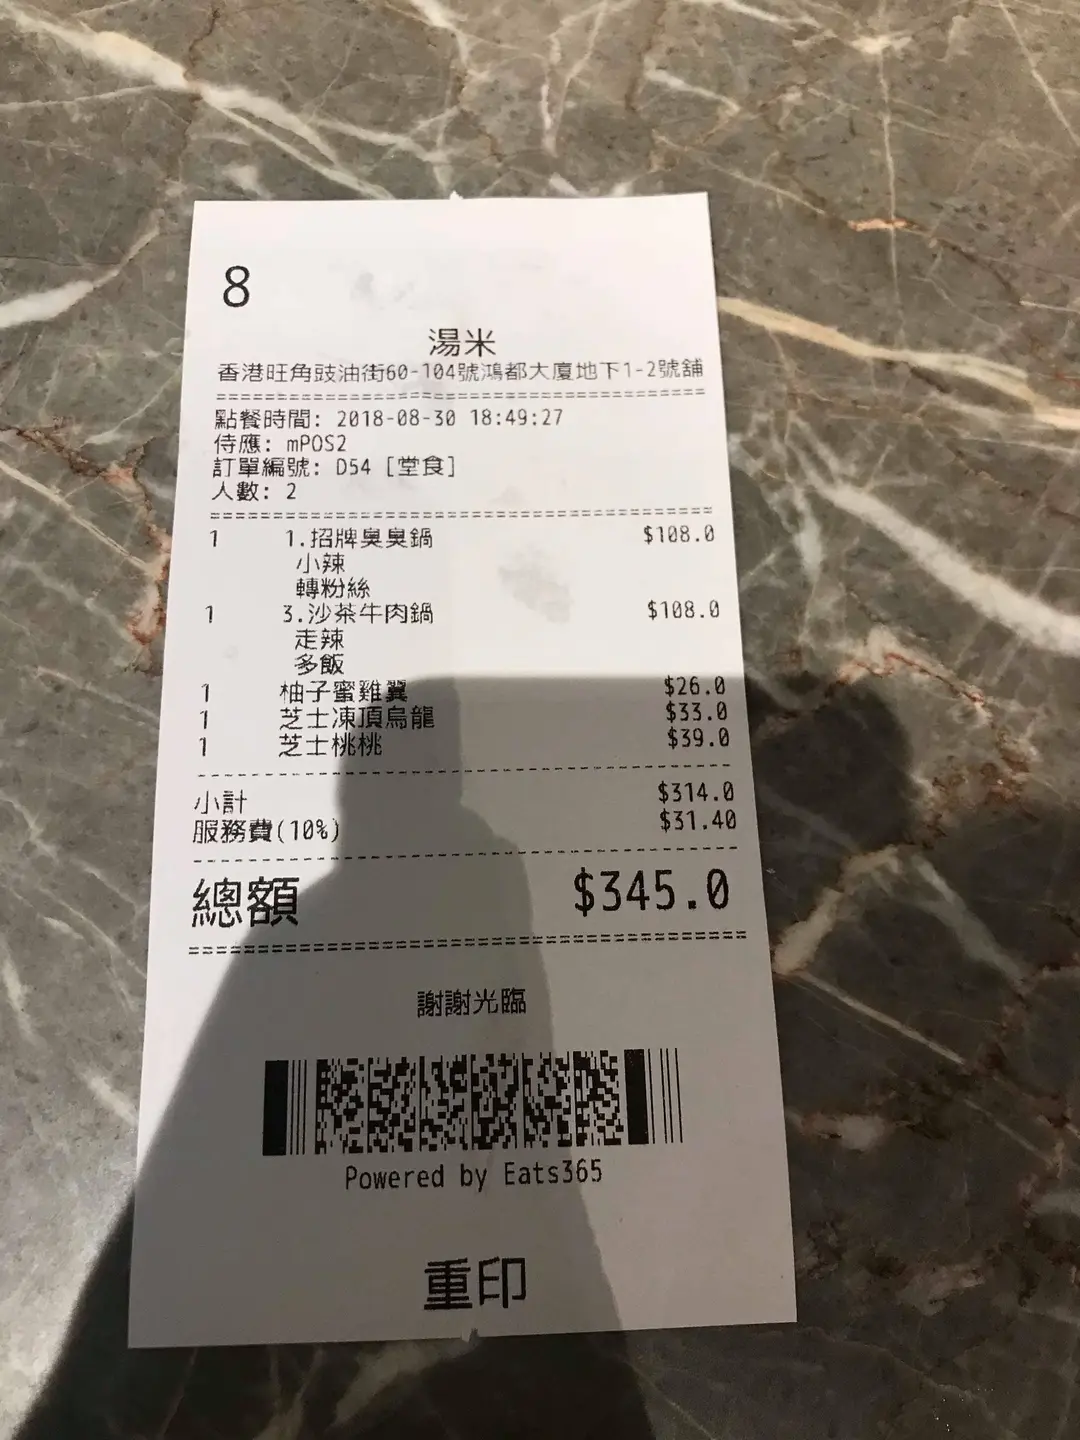 8
湯米
香港旺角豉油街60-104號鴻都大廈地下1-2號舖
點餐時間: 2018-08-30 18:49:27
侍應: mPOS2
訂單編號: D54 [堂食]
人數: 2
1 1.招牌臭臭鍋 $108.0
小辣
轉粉絲
1 3.沙茶牛肉鍋 $108.0
走辣
多飯
1 柚子蜜雞翼 $26.0
1 芝士凍頂烏龍 $33.0
1 芝士桃桃 $39.0
小計 $314.0
服務費(10%) $31.40
總額 $345.0
謝謝光臨
Powered by Eats365
重印